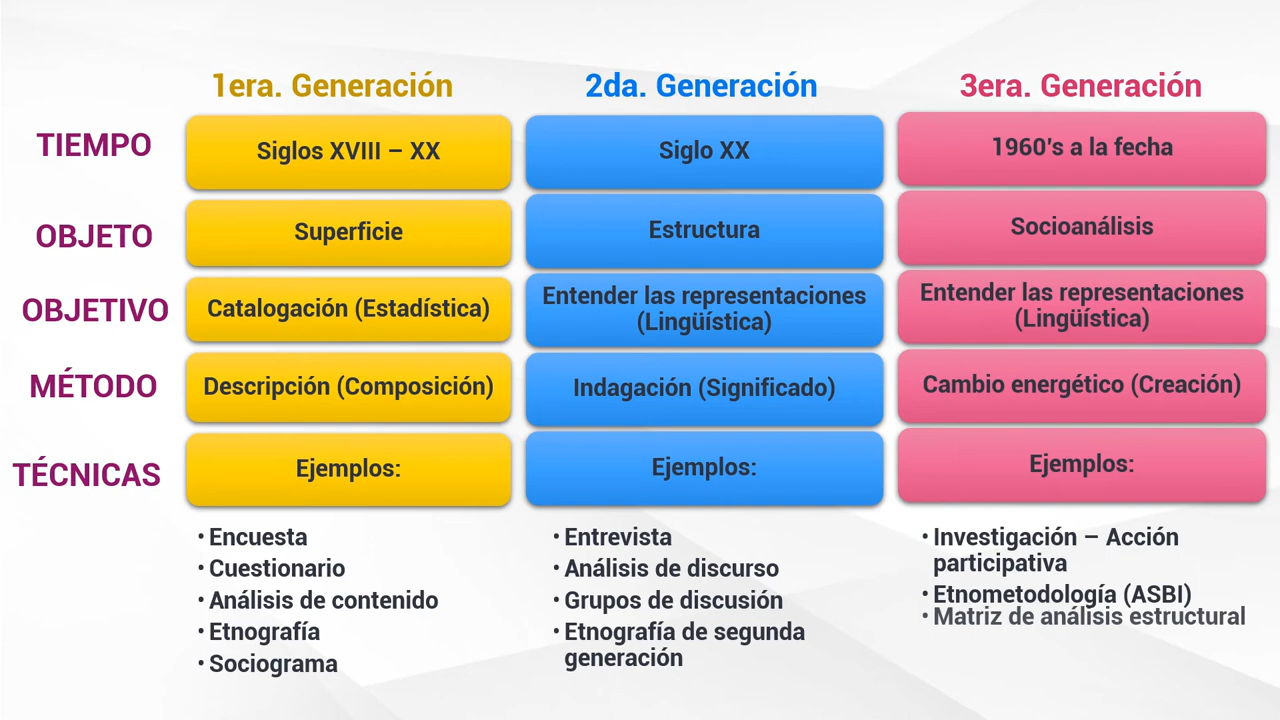 1era. Generación
2da. Generación
3era. Generación
TIEMPO
Siglos XVIII – XX
Siglo XX
1960's a la fecha
OBJETO
Superficie
Estructura
Socioanálisis
OBJETIVO
Catalogación (Estadística)
Entender las representaciones
(Lingüística)
Entender las representaciones
(Lingüística)
MÉTODO
Descripción (Composición)
Indagación (Significado)
Cambio energético (Creación)
TÉCNICAS
Ejemplos:
Ejemplos:
Ejemplos:
• Encuesta
• Cuestionario
• Análisis de contenido
• Etnografía
• Sociograma
• Entrevista
• Análisis de discurso
• Grupos de discusión
• Etnografía de segunda
generación
• Investigación – Acción
participativa
• Etnometodología (ASBI)
• Matriz de análisis estructural